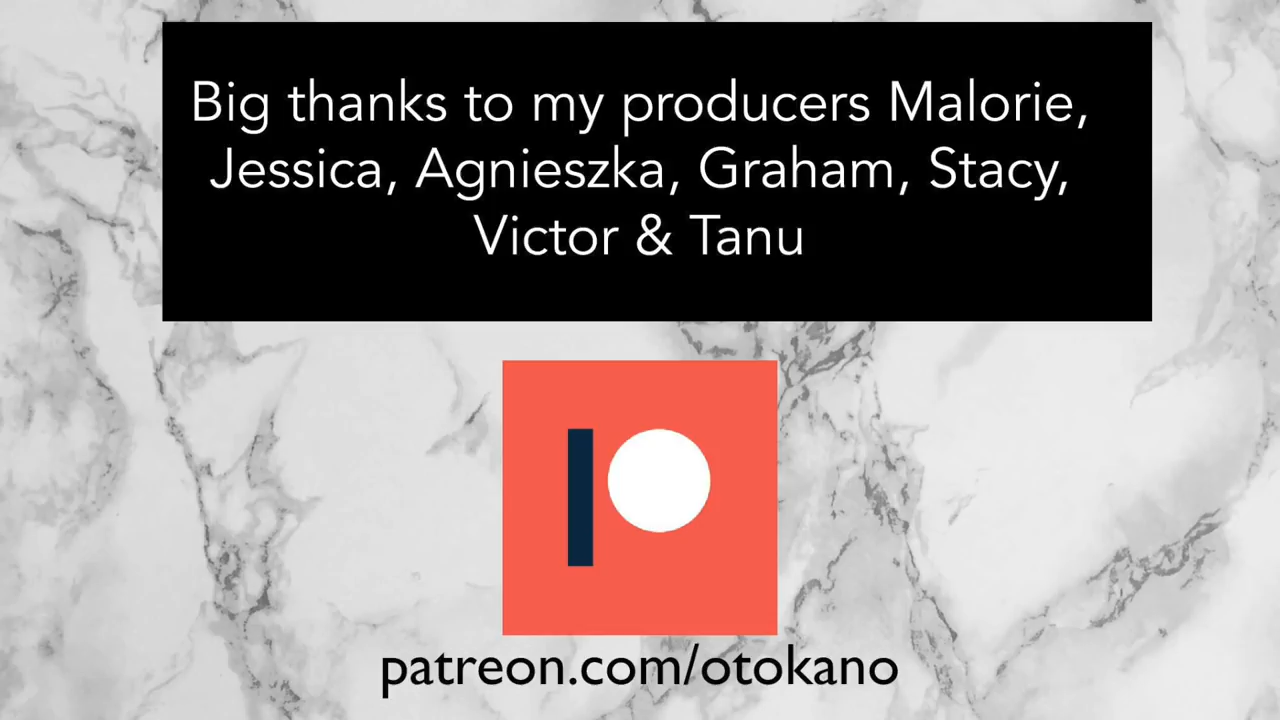 Big thanks to my producers Malorie,
Jessica, Agnieszka, Graham, Stacy,
Victor & Tanu
patreon.com/otokano